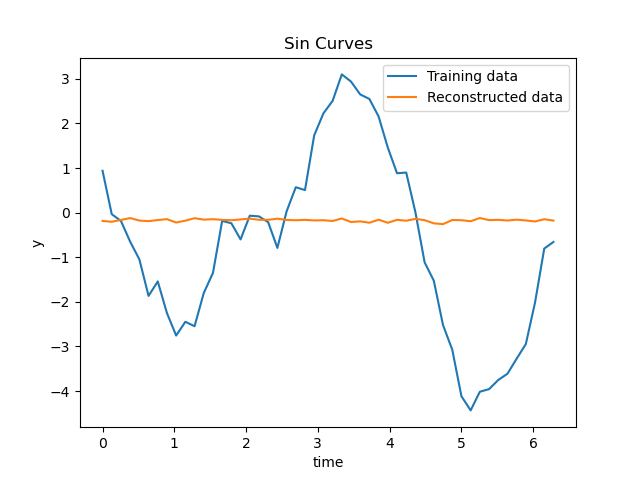 Sin Curves
Training data
Reconstructed data
3
2
1
0
−1
−2
−3
−4
y
0 1 2 3 4 5 6
time